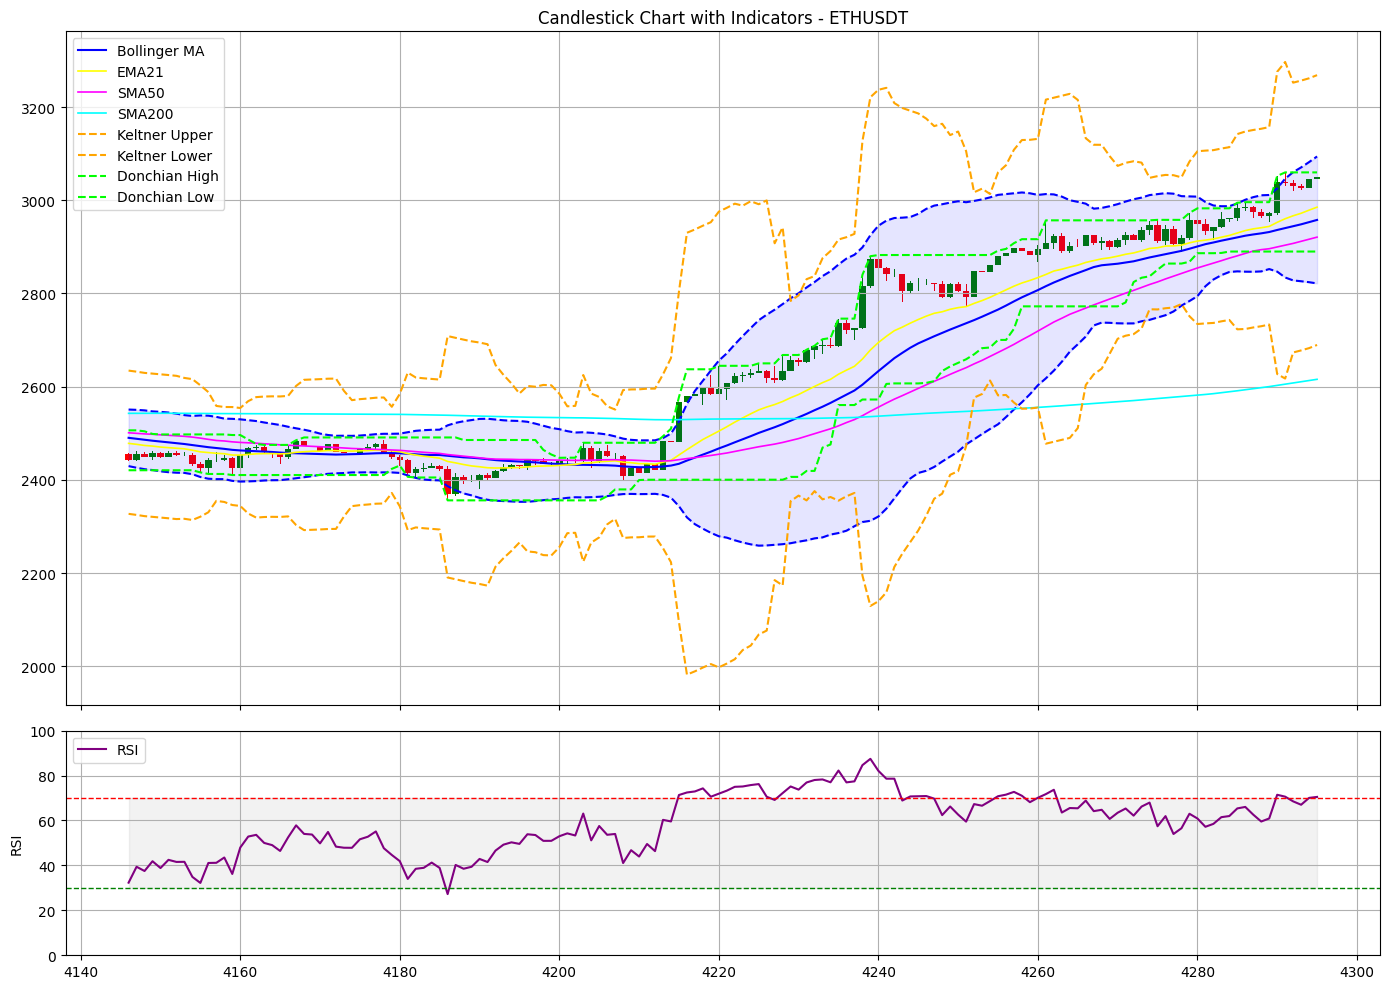 Candlestick Chart with Indicators - ETHUSDT
Bollinger MA
EMA21
SMA50
SMA200
Keltner Upper
Keltner Lower
Donchian High
Donchian Low
3200
3000
2800
2600
2400
2200
2000
RSI
100
80
60
40
20
0
RSI
4140
4160
4180
4200
4220
4240
4260
4280
4300